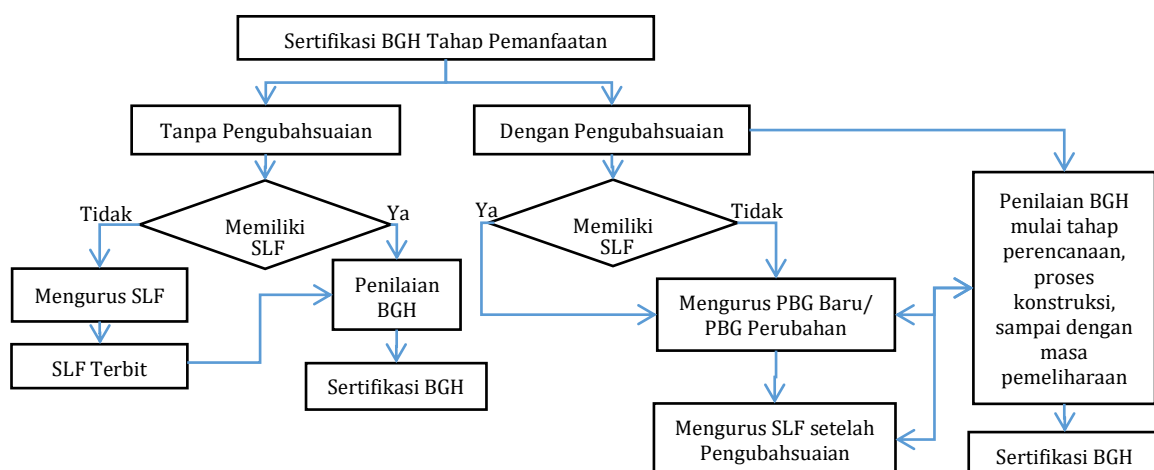 Sertifikasi BGH Tahap Pemanfaatan
Tanpa Pengubahsuaian
Dengan Pengubahsuaian
Tidak
Memiliki
SLF
Ya
Mengurus SLF
SLF Terbit
Penilaian
BGH
Sertifikasi BGH
Ya
Memiliki
SLF
Tidak
Mengurus PBG Baru/
PBG Perubahan
Mengurus SLF setelah
Pengubahsuaian
Penilaian BGH
mulai tahap
perencanaan,
proses
konstruksi,
sampai dengan
masa
pemeliharaan
Sertifikasi BGH